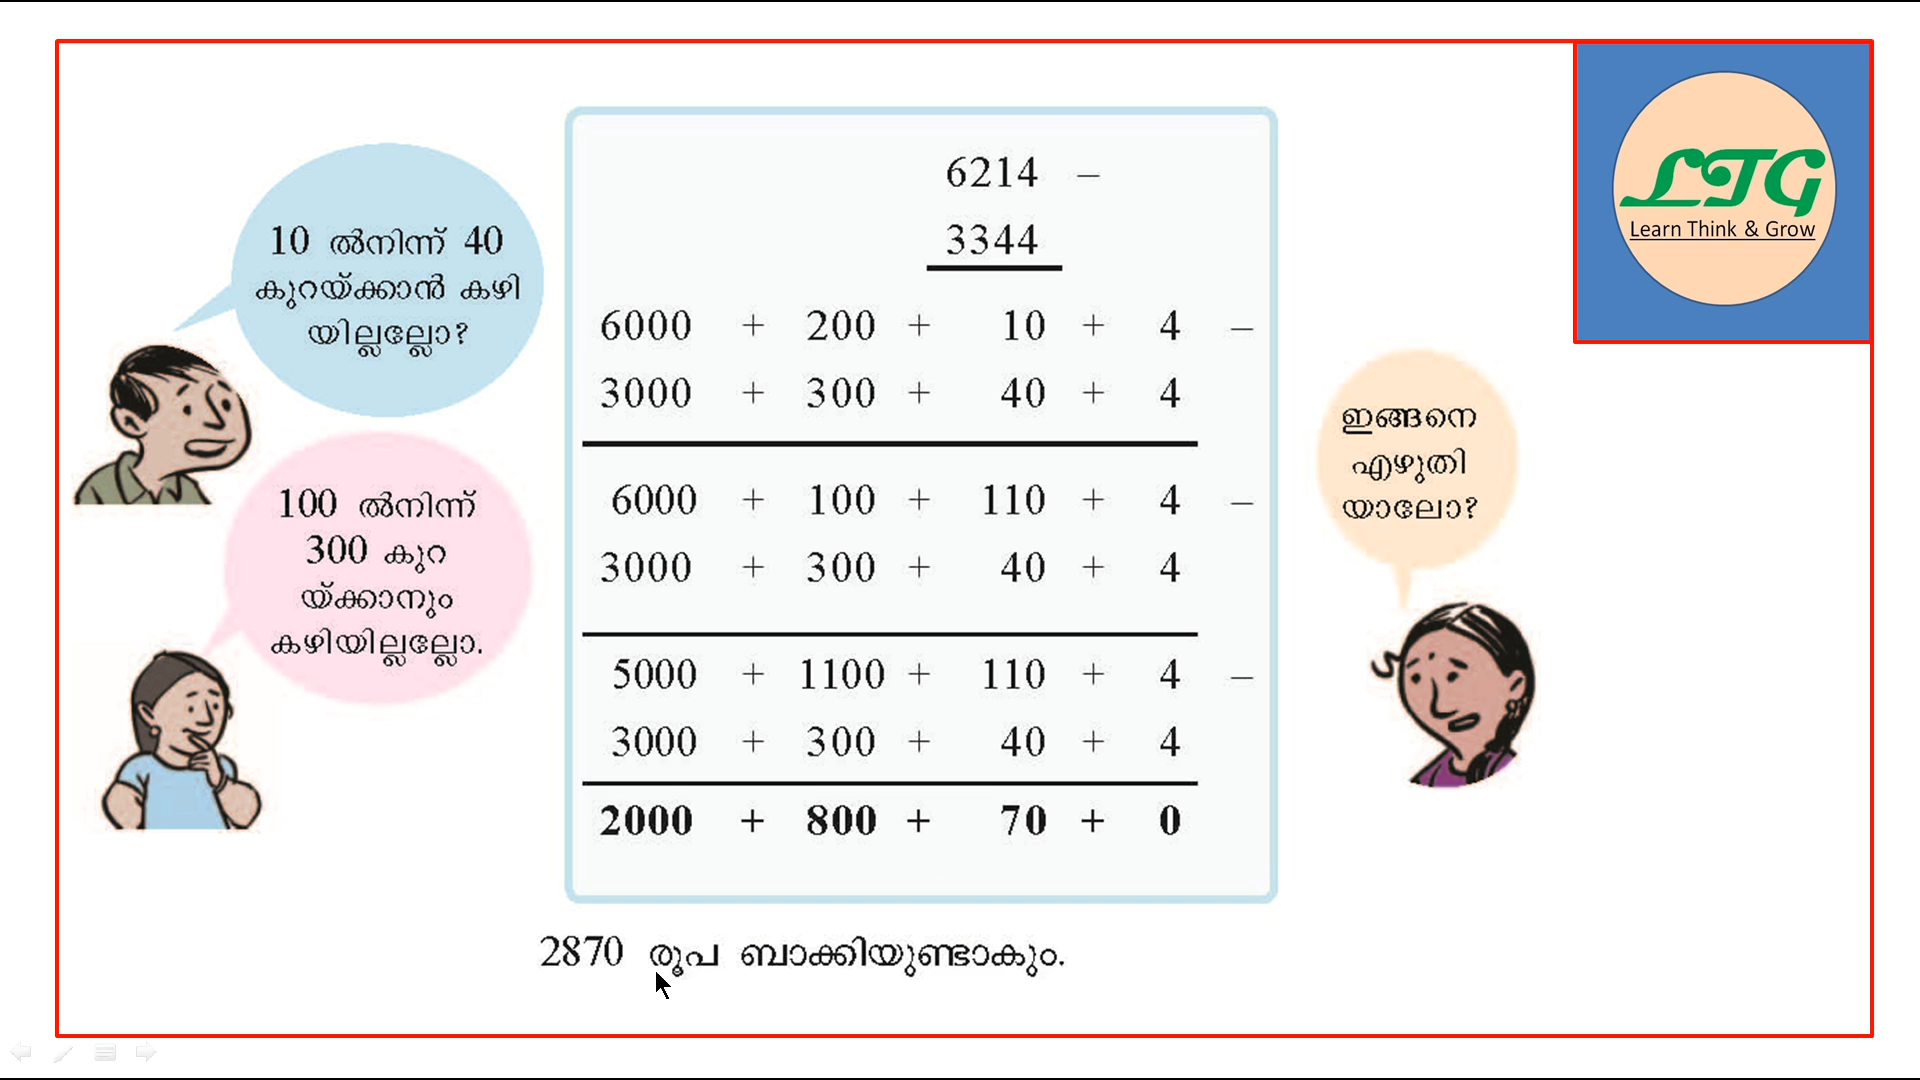 10 ൽനിന്ന് 40
കുറയ്ക്കാൻ കഴി
യില്ലല്ലോ?
100 ൽനിന്ന്
300 കുറ
യ്ക്കാനും
കഴിയില്ലല്ലോ.
6214 –
3344
6000 + 200 + 10 + 4 –
3000 + 300 + 40 + 4
6000 + 100 + 110 + 4 –
3000 + 300 + 40 + 4
5000 + 1100 + 110 + 4 –
3000 + 300 + 40 + 4
2000 + 800 + 70 + 0
2870 രൂപ ബാക്കിയുണ്ടാകും.
ഇങ്ങനെ
എഴുതി
യാലോ?
LTG
Learn Think & Grow